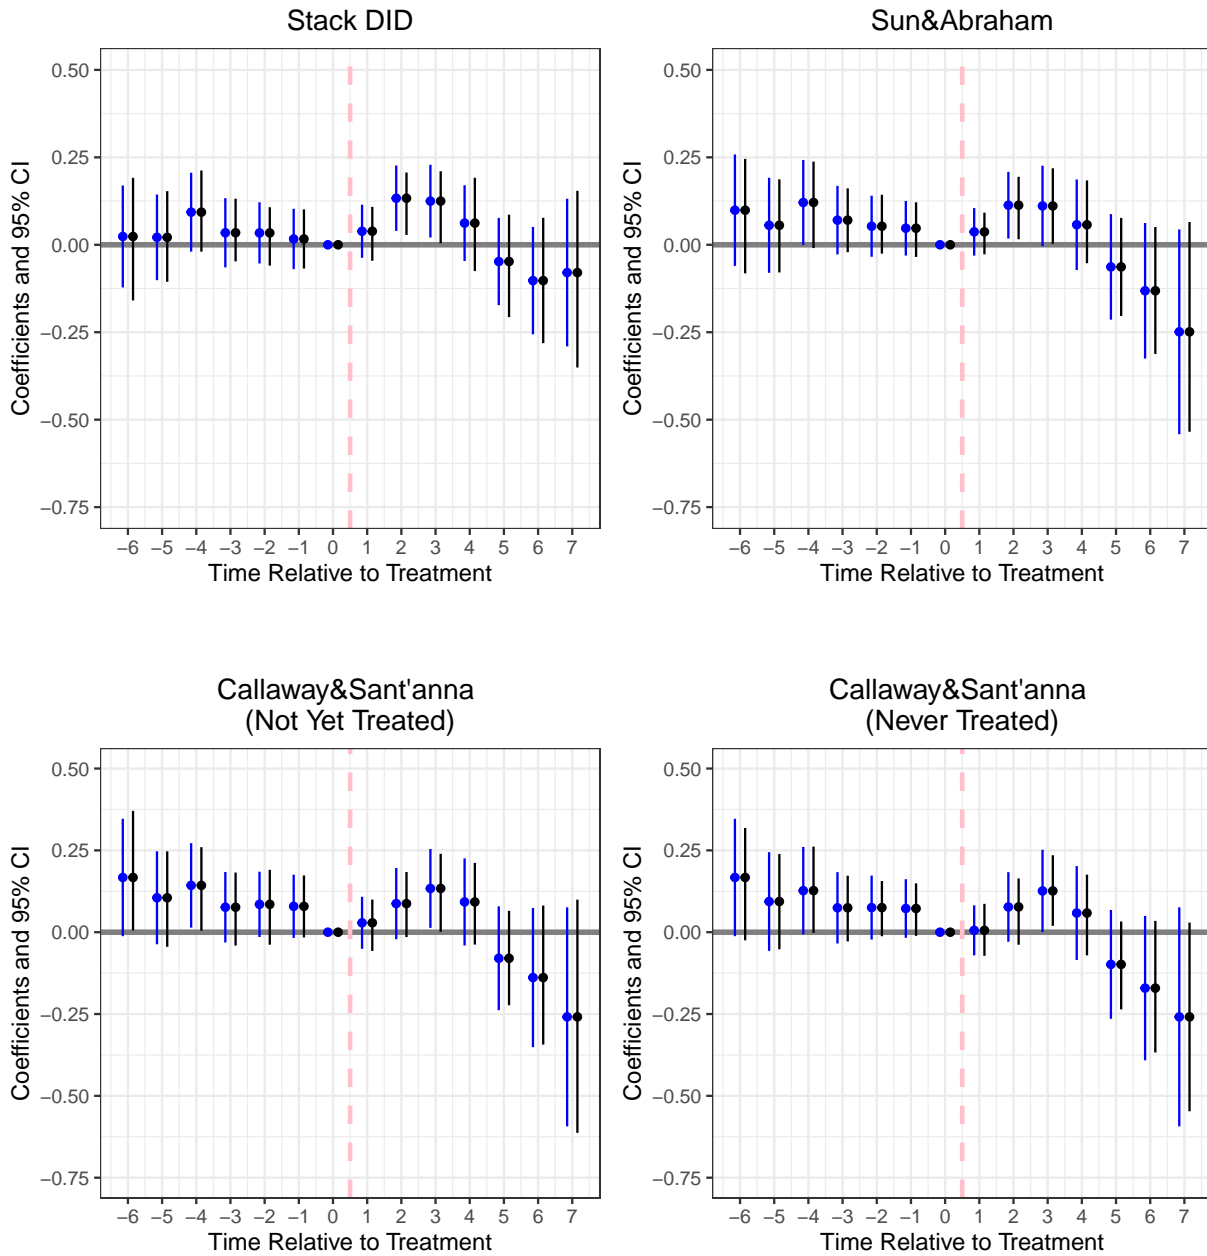 Stack DID
0.50
0.25
0.00
−0.25
−0.50
−0.75
Coefficients and 95% CI
−6 −5 −4 −3 −2 −1 0 1 2 3 4 5 6 7
Time Relative to Treatment
Sun&Abraham
0.50
0.25
0.00
−0.25
−0.50
−0.75
Coefficients and 95% CI
−6 −5 −4 −3 −2 −1 0 1 2 3 4 5 6 7
Time Relative to Treatment
Callaway&Sant'anna
(Not Yet Treated)
0.50
0.25
0.00
−0.25
−0.50
−0.75
Coefficients and 95% CI
−6 −5 −4 −3 −2 −1 0 1 2 3 4 5 6 7
Time Relative to Treatment
Callaway&Sant'anna
(Never Treated)
0.50
0.25
0.00
−0.25
−0.50
−0.75
Coefficients and 95% CI
−6 −5 −4 −3 −2 −1 0 1 2 3 4 5 6 7
Time Relative to Treatment